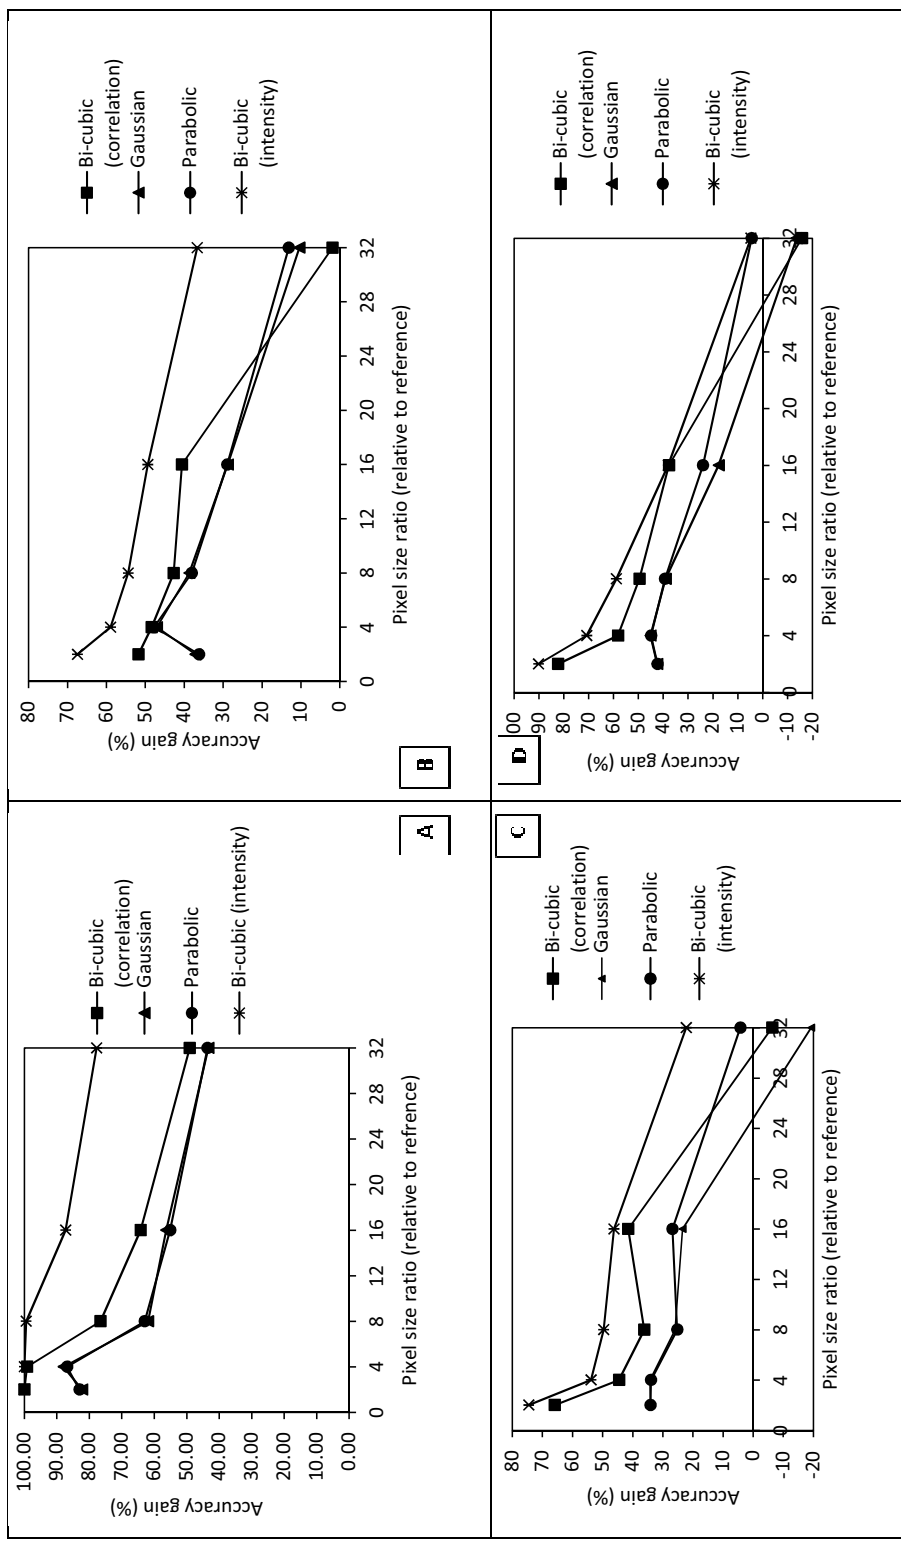 Accuracy gain (%)
100.00
90.00
80.00
70.00
60.00
50.00
40.00
30.00
20.00
10.00
0.00
0 4 8 12 16 20 24 28 32
Pixel size ratio (relative to refrence)
Bi-cubic
(correlation)
Gaussian
Parabolic
Bi-cubic (intensity)
A
Accuracy gain (%)
80
70
60
50
40
30
20
10
0
0 4 8 12 16 20 24 28 32
Pixel size ratio (relative to reference)
Bi-cubic
(correlation)
Gaussian
Parabolic
Bi-cubic
(intensity)
B
C
Accuracy gain (%)
80
70
60
50
40
30
20
10
0
-10
-20
0 4 8 12 16 20 24 28 32
Pixel size ratio (relative to reference)
Bi-cubic
(correlation)
Gaussian
Parabolic
Bi-cubic
(intensity)
D
Accuracy gain (%)
00
90
80
70
60
50
40
30
20
10
0
-10
-20
0 4 8 12 16 20 24 28 32
Pixel size ratio (relative to reference)
Bi-cubic
(correlation)
Gaussian
Parabolic
Bi-cubic
(intensity)